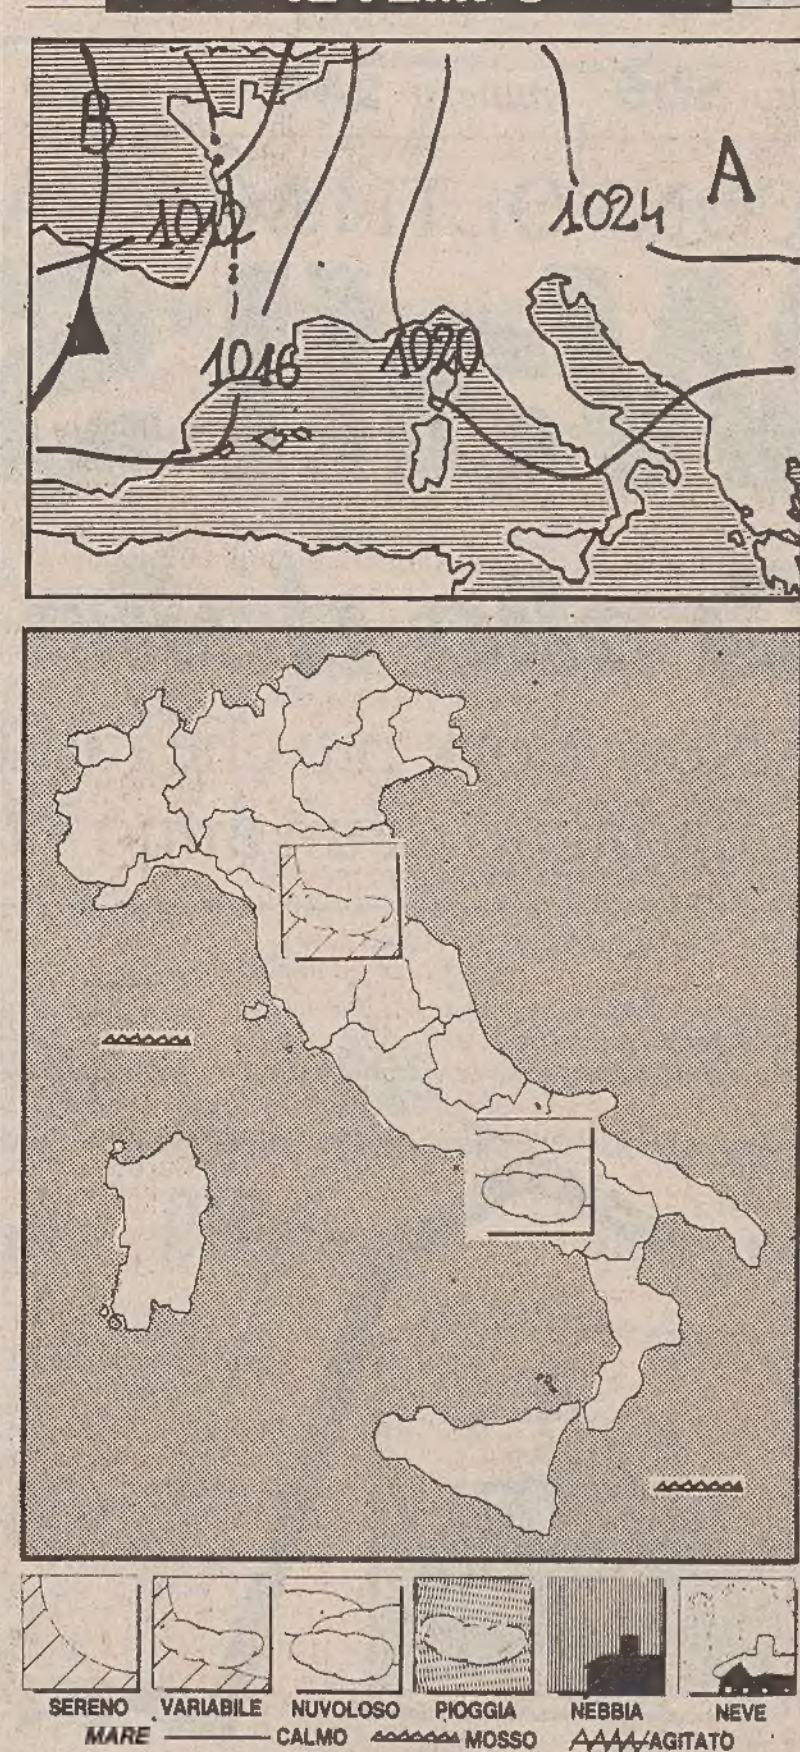 B
A
1012
1024
1016
1020
SERENO VARIABILE NUVOLOSO PIOGGIA NEBBIA NEVE
MARE CALMO MOSSO AGITATO